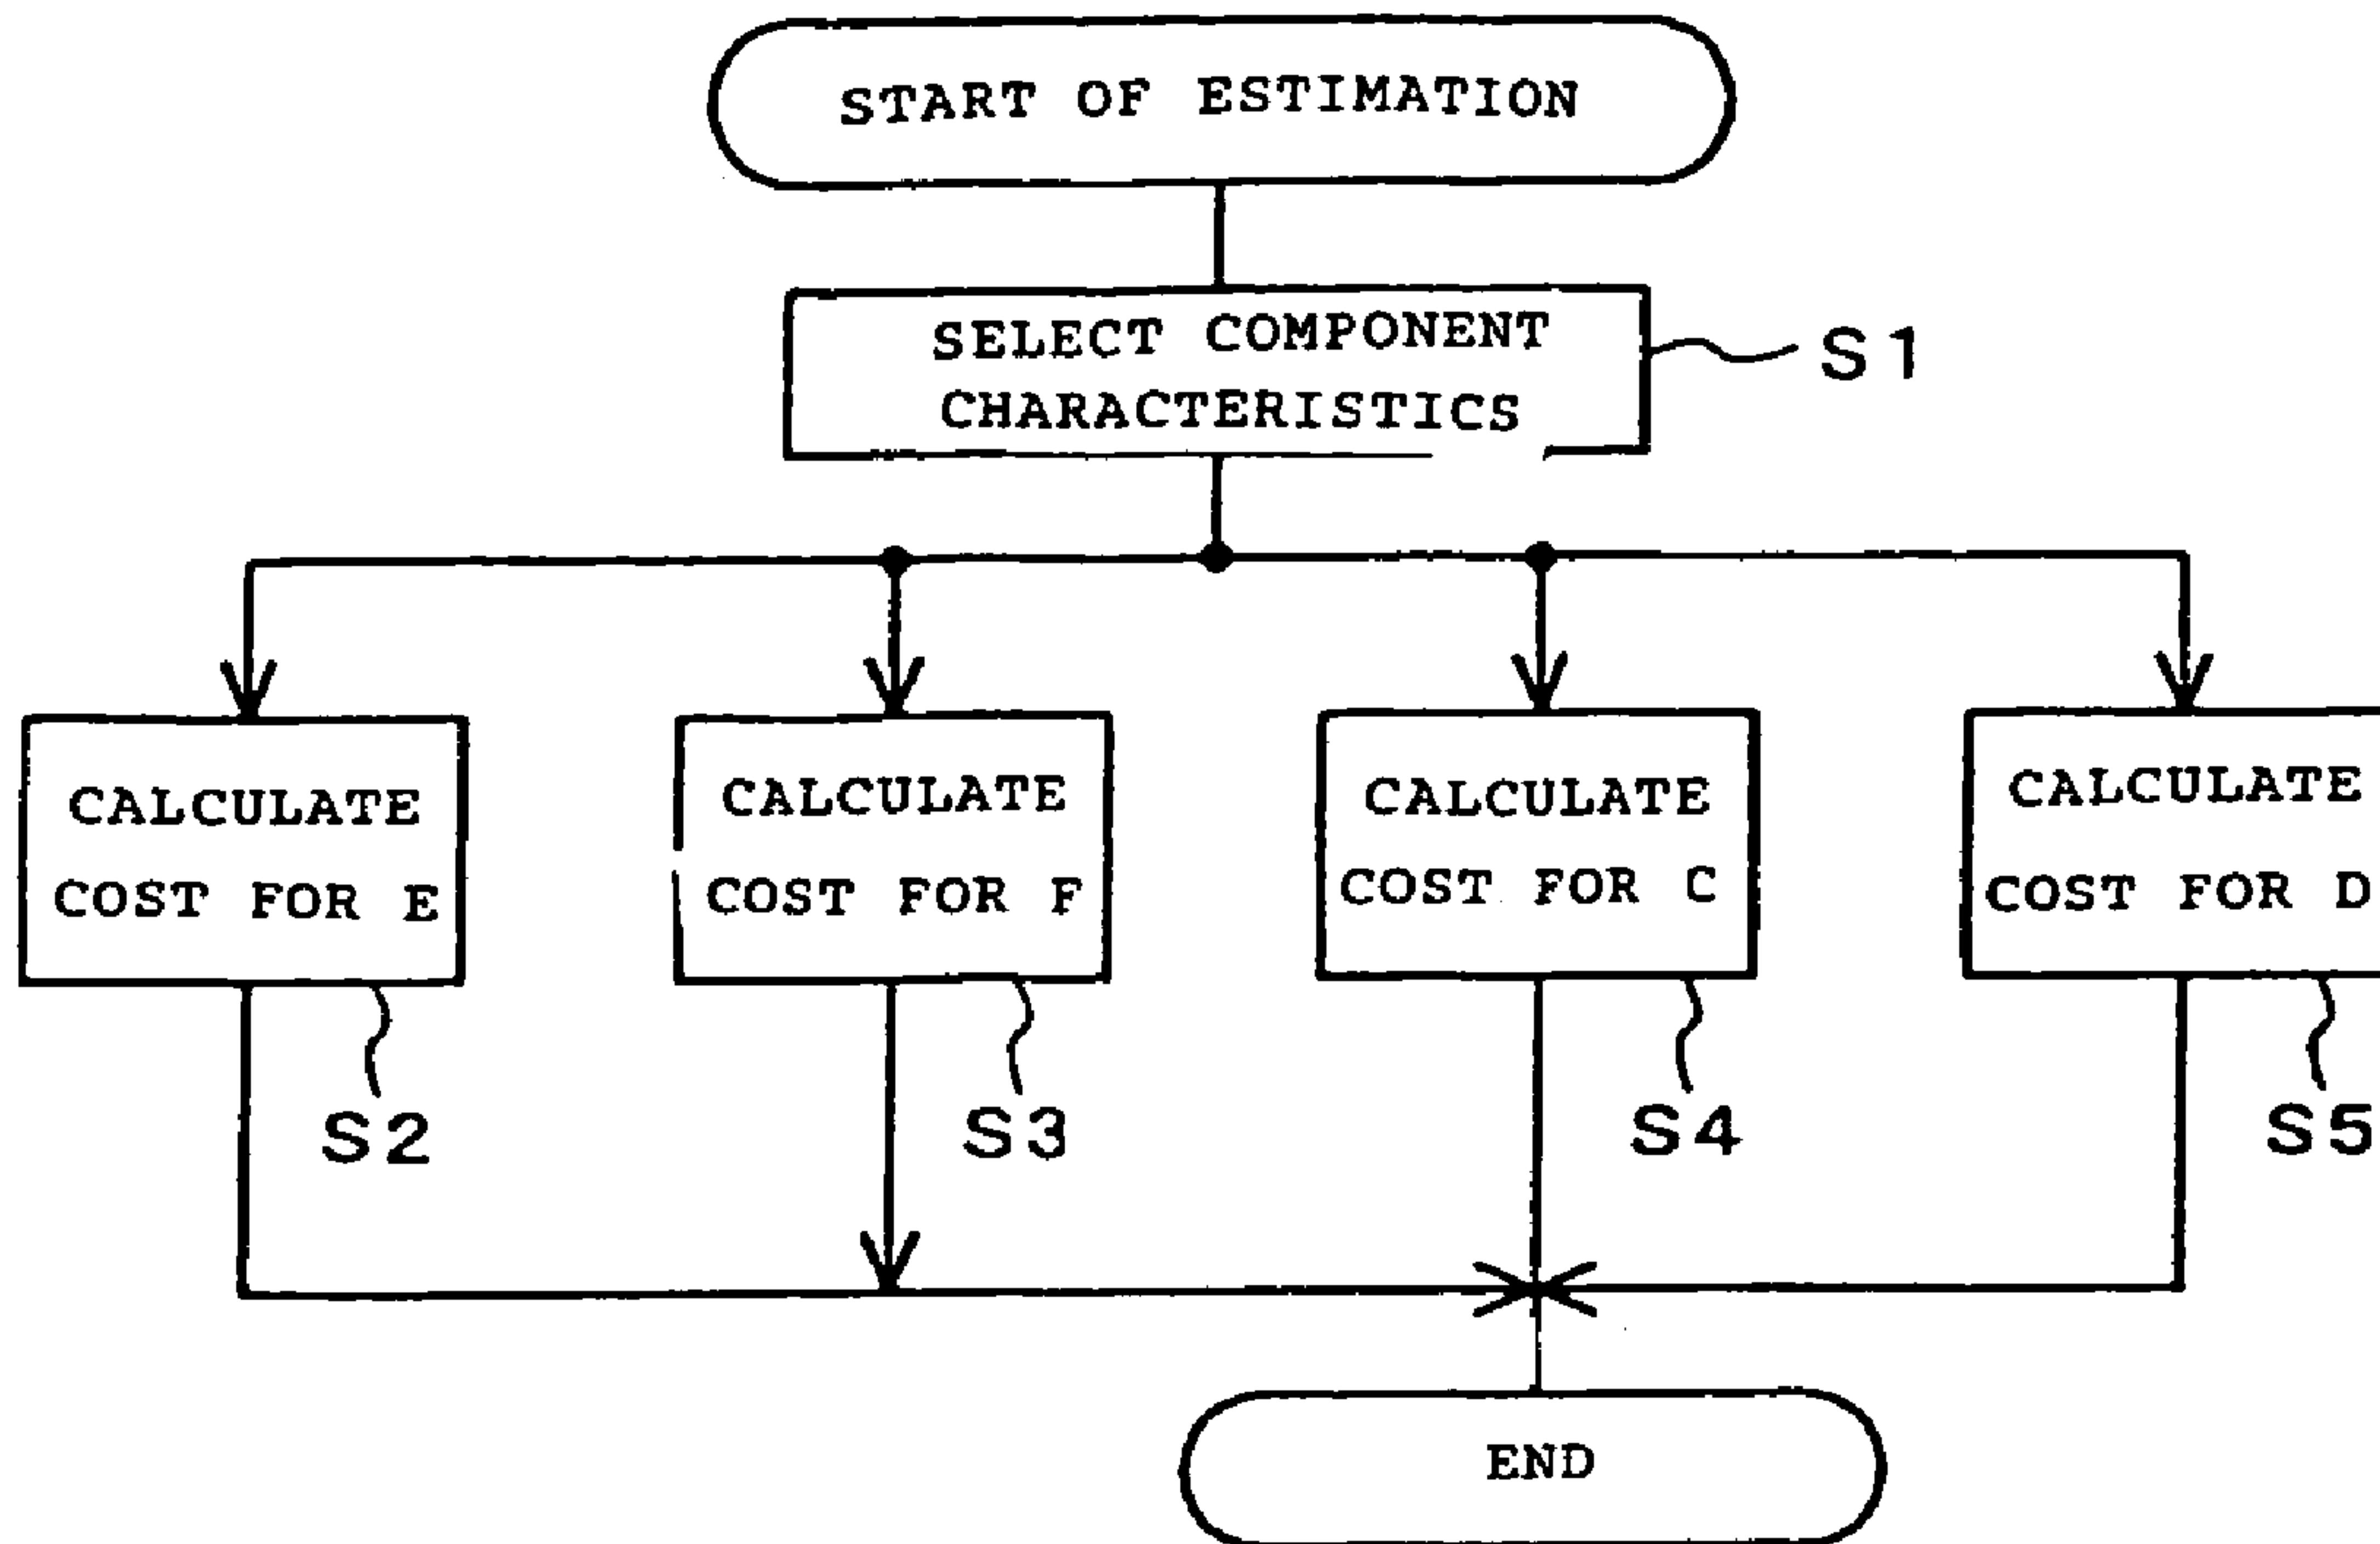 START OF ESTIMATION
SELECT COMPONENT
CHARACTERISTICS
S1
CALCULATE
COST FOR E
CALCULATE
COST FOR F
CALCULATE
COST FOR C
CALCULATE
COST FOR D
S2
S3
S4
S5
END